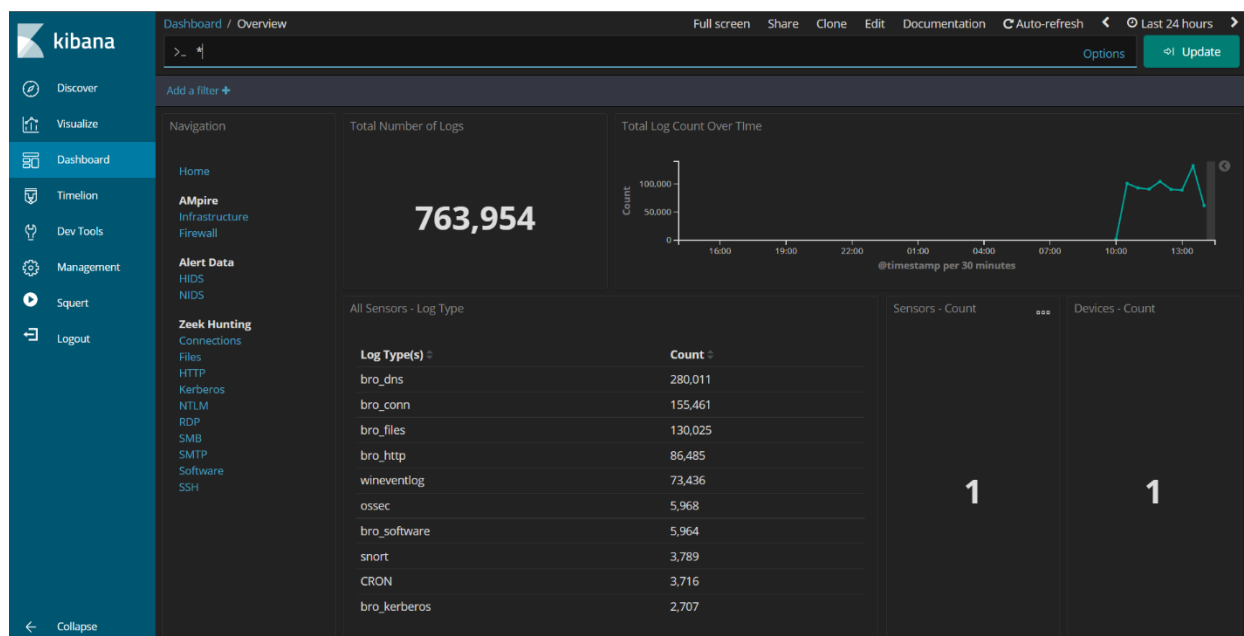 kibana
Discover
Visualize
Dashboard
Timelion
Dev Tools
Management
Squert
Logout
Collapse
Dashboard / Overview
Full screen Share Clone Edit Documentation Auto-refresh Last 24 hours
>_ *
Options
Update
Add a filter +
Navigation
Home
AMpire
Infrastructure
Firewall
Alert Data
HIDS
NIDS
Zeek Hunting
Connections
Files
HTTP
Kerberos
NTLM
RDP
SMB
SMTP
Software
SSH
Total Number of Logs
763,954
Total Log Count Over TIme
Count
100,000
50,000
0
16:00 19:00 22:00 01:00 04:00 07:00 10:00 13:00
@timestamp per 30 minutes
All Sensors - Log Type
Log Type(s) Count
bro_dns 280,011
bro_conn 155,461
bro_files 130,025
bro_http 86,485
wineventlog 73,436
ossec 5,968
bro_software 5,964
snort 3,789
CRON 3,716
bro_kerberos 2,707
Sensors - Count
1
Devices - Count
1